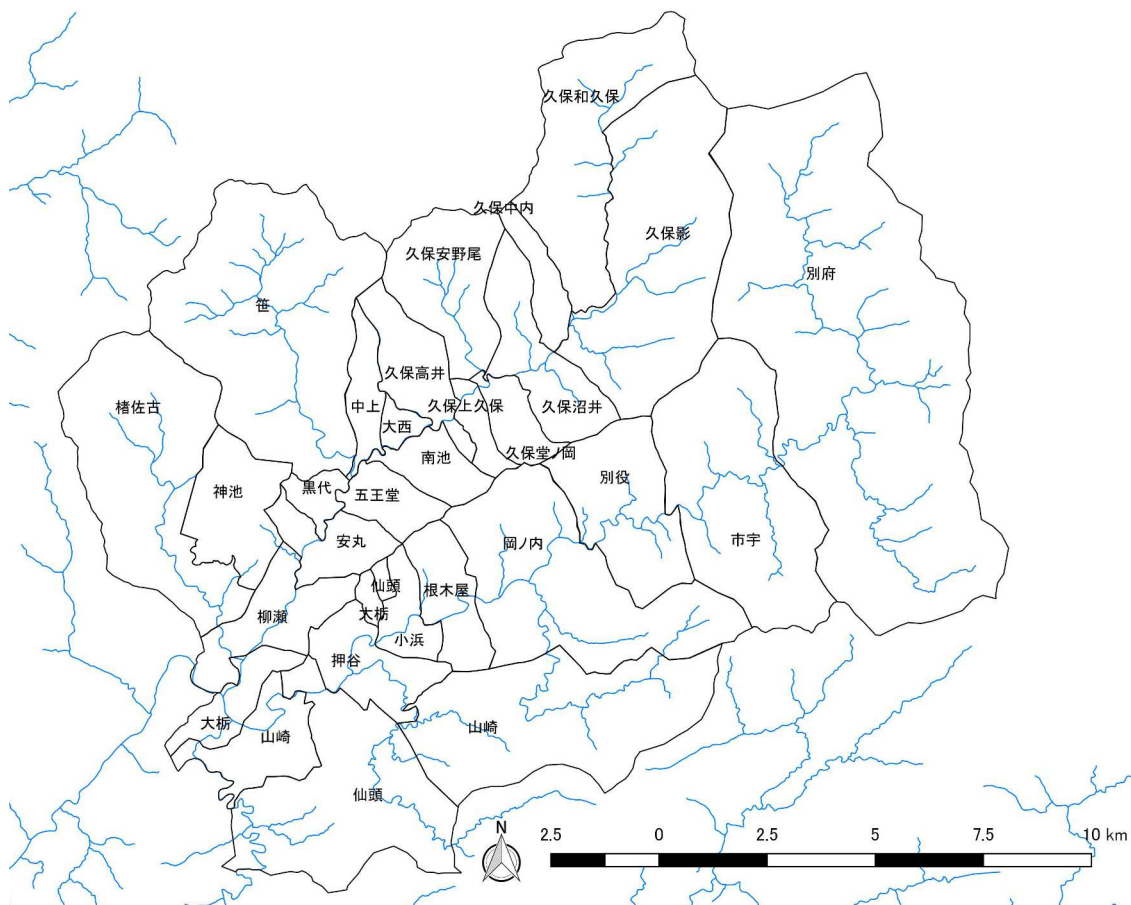 久保和久保
久保中内
久保影
久保安野尾
別府
笹
久保高井
楮佐古
中上
久保上久保
久保沼井
大西
南池
久保堂ノ岡
別役
神池
黒代
五王堂
安丸
岡ノ内
市宇
仙頭
根木屋
柳瀬
大栃
小浜
押谷
大栃
山崎
山崎
仙頭
N
2.5 0 2.5 5 7.5 10 km